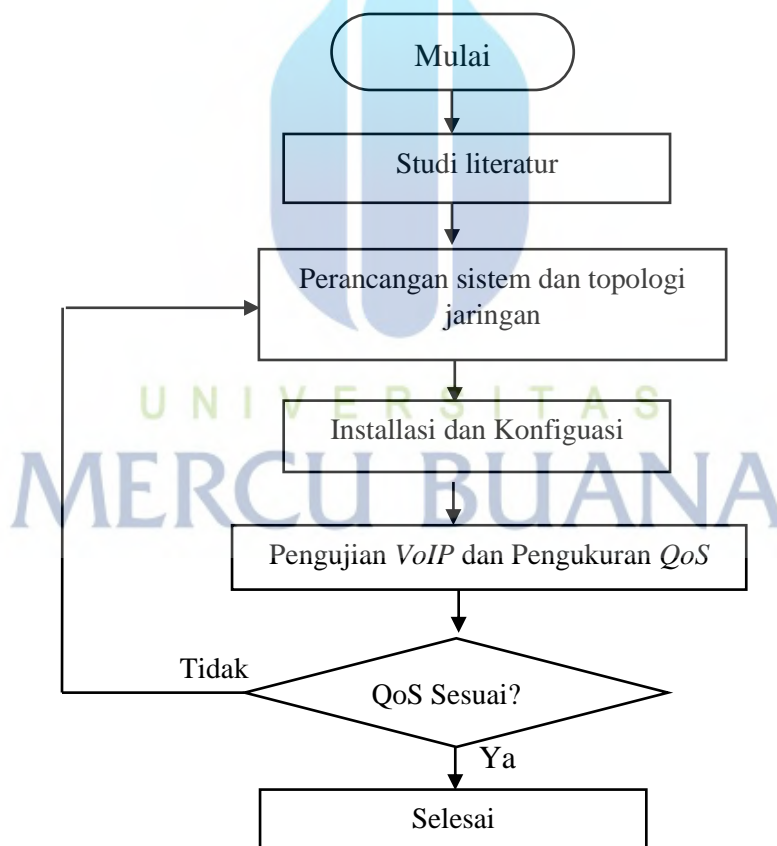 Mulai
Studi literatur
Perancangan sistem dan topologi
jaringan
UNIVERSITAS
Installasi dan Konfiguasi
MERCU BUANA
Pengujian VoIP dan Pengukuran QoS
Tidak
QoS Sesuai?
Ya
Selesai